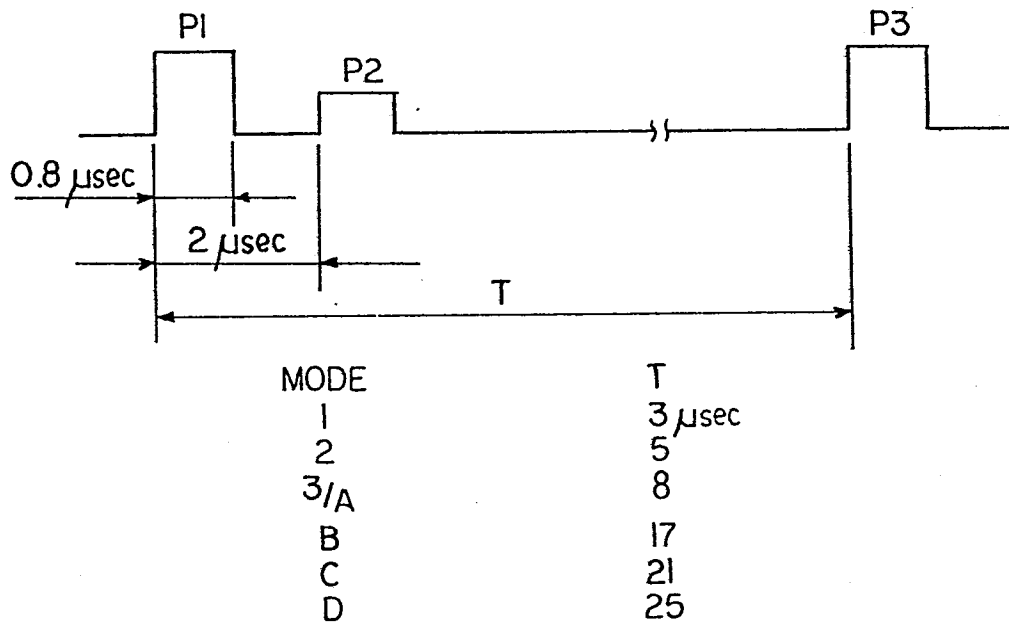 P1 P2 P3
0.8 µsec
2 µsec
T
MODE T
1 3 µsec
2 5
3/A 8
B 17
C 21
D 25